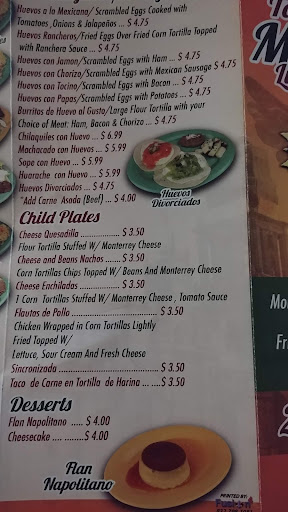 Huevos a la Mexicana/ Scrambled Eggs Cooked with
Tomatoes ,Onions & Jalapeños ... $ 4.75
Huevos Rancheros/Fried Eggs Over Fried Corn Tortilla Topped
with Ranchera Sauce ... $ 4.75
Huevos con Jamon/Scrambled Eggs with Ham ... $ 4.75
Huevos con Chorizo/Scrambled Eggs with Mexican Sausage $ 4.75
Huevos con Tocino/Scrambled Eggs with Bacon ... $ 4.75
Huevos con Papas/Scrambled Eggs with Potatoes ... $ 4.75
Burritos de Huevo al Gusto/Large Flour Tortilla with your
Choice of Meat: Ham, Bacon & Chorizo ... $ 4.75
Chilaquiles con Huevo ... $ 6.99
Machacado con Huevos ... $ 5.99
Sope con Huevo ... $ 5.99
Huarache con Huevo ... $ 5.99
Huevos Divorciados ... $ 4.75
"Add Carne Asada (Beef) ... $ 4.00
Huevos
Divorciados
Child Plates
Cheese Quesadilla ................. $ 3.50
Flour Tortilla Stuffed W/ Monterrey Cheese
Cheese and Beans Nachos ....... $ 3.50
Corn Tortillas Chips Topped W/ Beans And Monterrey Cheese
Cheese Enchiladas ................. $ 3.50
1 Corn Tortillas Stuffed W/ Monterrey Cheese , Tomato Sauce
Flautos de Pollo ............................ $ 3.50
Chicken Wrapped in Corn Tortillas Lightly
Fried Topped W/
Lettuce, Sour Cream And Fresh Cheese
Sincronizada ................................. $ 3.50
Taco de Carne en Tortilla de Harina ... .... $ 3.50
Desserts
Flan Napolitano ..... $ 4.00
Cheesecake .... ........ $ 4.00
Flan
Napolitano
PRINTED BY:
Mo
Fri